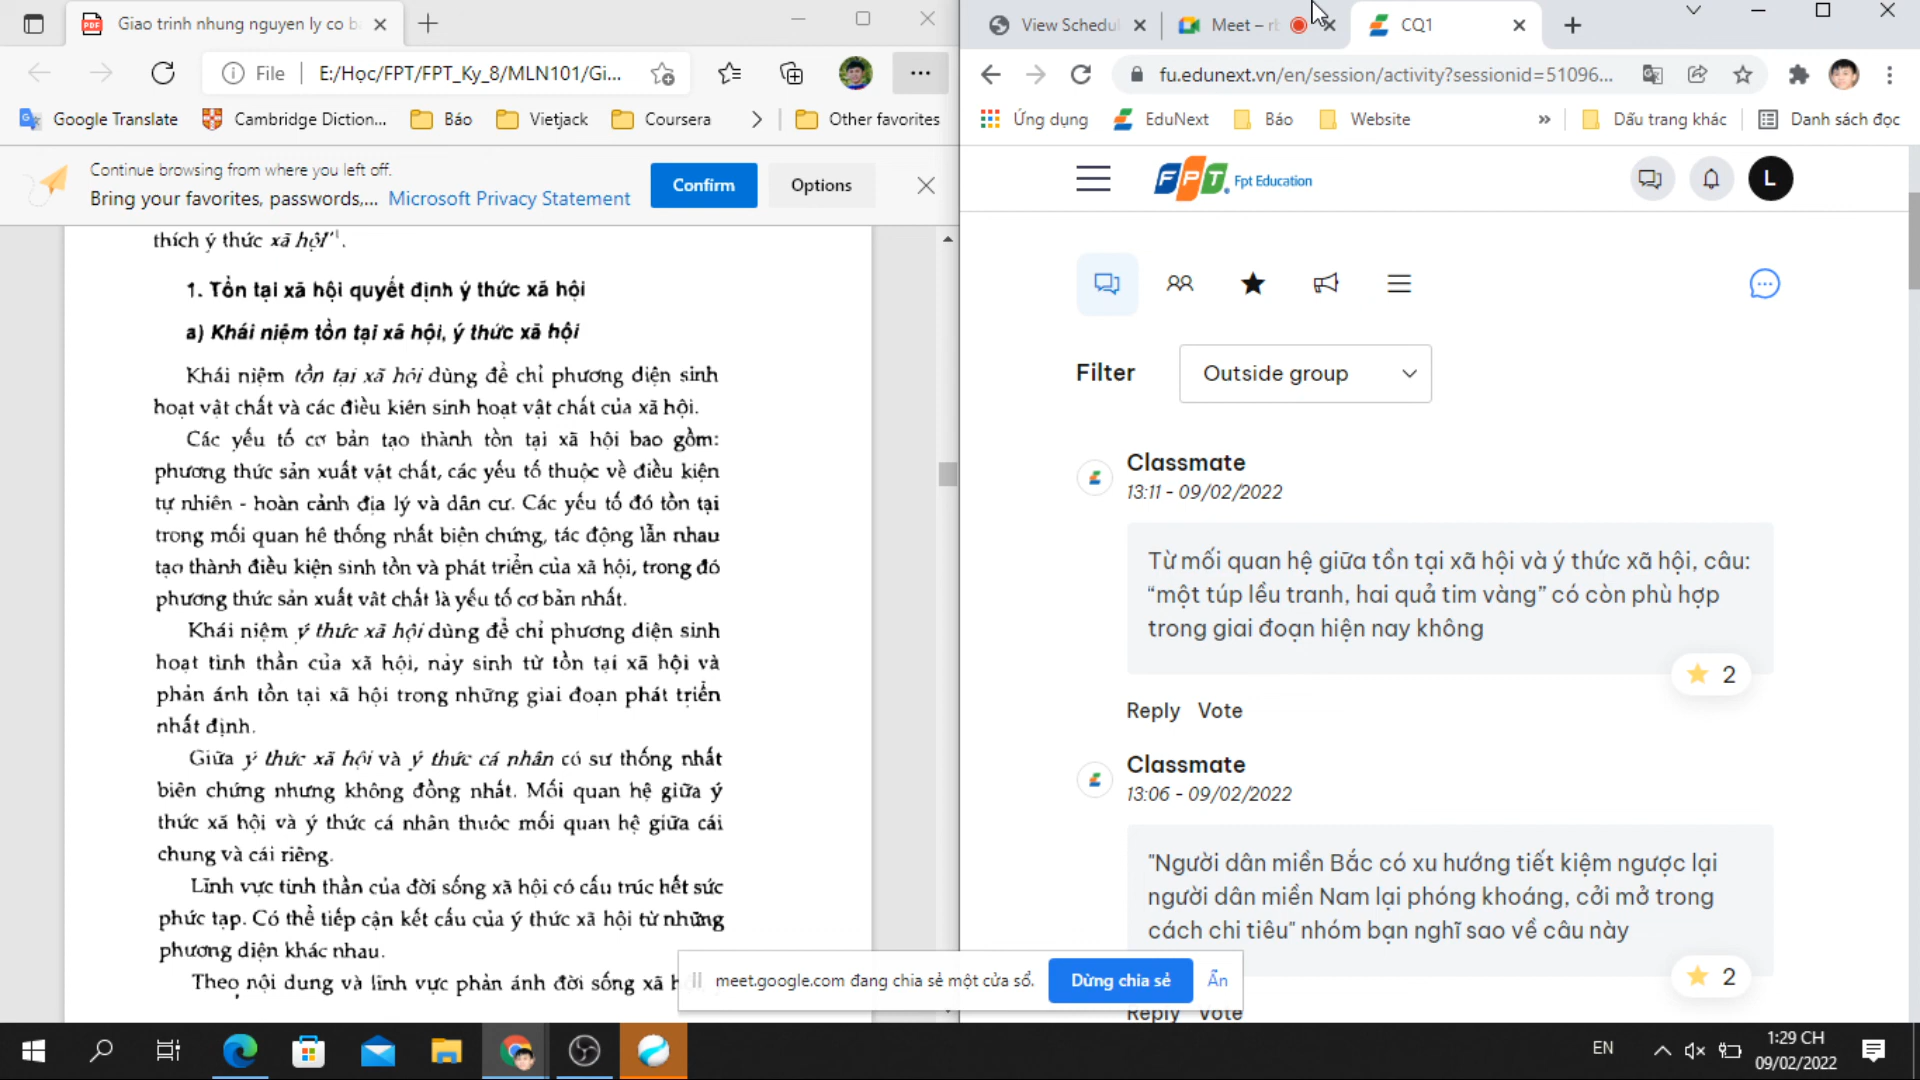 Giao trinh nhung nguyen ly co b
File
E:/Học/FPT/FPT_Ky_8/MLN101/Gi...
Google Translate
Cambridge Diction...
Báo
Vietjack
Coursera
Other favorites
Continue browsing from where you left off.
Bring your favorites, passwords,... Microsoft Privacy Statement
Confirm
Options
thích ý thức xã hội"¹.
1. Tồn tại xã hội quyết định ý thức xã hội
a) Khái niệm tồn tại xã hội, ý thức xã hội
Khái niệm tồn tại xã hội dùng để chỉ phương diện sinh
hoạt vật chất và các điều kiện sinh hoạt vật chất của xã hội.
Các yếu tố cơ bản tạo thành tồn tại xã hội bao gồm:
phương thức sản xuất vật chất, các yếu tố thuộc về điều kiện
tự nhiên - hoàn cảnh địa lý và dân cư. Các yếu tố đó tồn tại
trong mối quan hệ thống nhất biện chứng, tác động lẫn nhau
tạo thành điều kiện sinh tồn và phát triển của xã hội, trong đó
phương thức sản xuất vật chất là yếu tố cơ bản nhất.
Khái niệm ý thức xã hội dùng để chỉ phương diện sinh
hoạt tinh thần của xã hội, nảy sinh từ tồn tại xã hội và
phản ánh tồn tại xã hội trong những giai đoạn phát triển
nhất định.
Giữa ý thức xã hội và ý thức cá nhân có sự thống nhất
biện chứng nhưng không đồng nhất. Mối quan hệ giữa ý
thức xã hội và ý thức cá nhân thuộc mối quan hệ giữa cái
chung và cái riêng.
Lĩnh vực tinh thần của đời sống xã hội có cấu trúc hết sức
phức tạp. Có thể tiếp cận kết cấu của ý thức xã hội từ những
phương diện khác nhau.
Theo nội dung và lĩnh vực phản ánh đời sống xã h
View Schedul
Meet – rb
CQ1
fu.edunext.vn/en/session/activity?sessionid=51096...
Ứng dụng
EduNext
Báo
Website
»
Dấu trang khác
Danh sách đọc
FPT. Fpt Education
L
Filter
Outside group
Classmate
13:11 - 09/02/2022
Từ mối quan hệ giữa tồn tại xã hội và ý thức xã hội, câu:
“một túp lều tranh, hai quả tim vàng” có còn phù hợp
trong giai đoạn hiện nay không
2
Reply Vote
Classmate
13:06 - 09/02/2022
"Người dân miền Bắc có xu hướng tiết kiệm ngược lại
người dân miền Nam lại phóng khoáng, cởi mở trong
cách chi tiêu" nhóm bạn nghĩ sao về câu này
2
Reply Vote
meet.google.com đang chia sẻ một cửa sổ.
Dừng chia sẻ
Ẩn
EN
1:29 CH
09/02/2022